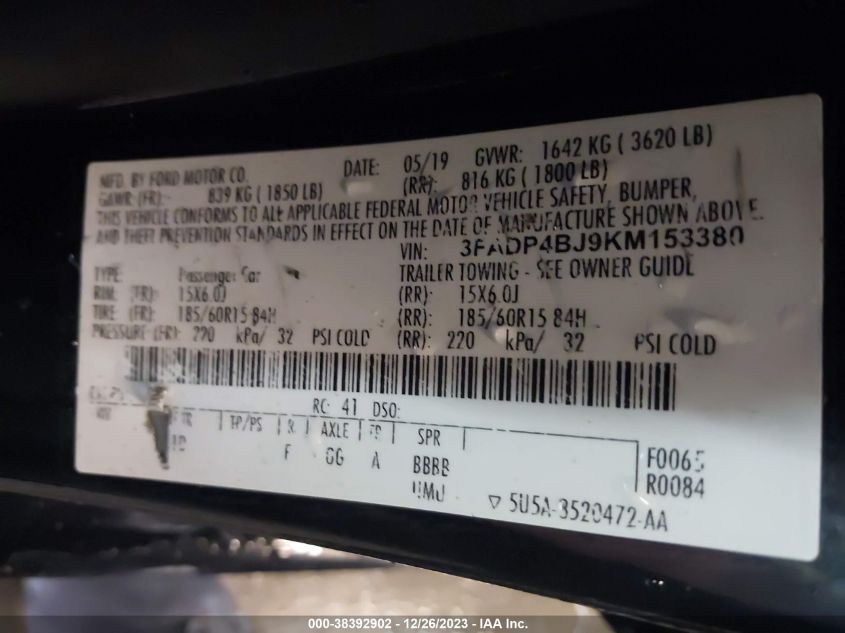 MFD. BY FORD MOTOR CO. DATE: 05/19 GVWR: 1642 KG ( 3620 LB)
GAWR (FR): 839 KG ( 1850 LB) (RR): 816 KG ( 1800 LB)
THIS VEHICLE CONFORMS TO ALL APPLICABLE FEDERAL MOTOR VEHICLE SAFETY, BUMPER,
AND THEFT PREVENTION STANDARDS IN EFFECT ON THE DATE OF MANUFACTURE SHOWN ABOVE.
VIN: 3FADP4BJ9KM153380
TYPE: Passenger Car TRAILER TOWING - SEE OWNER GUIDE
RIM: (FR): 15X6.0J (RR): 15X6.0J
TIRE: (FR): 185/60R15 84H (RR): 185/60R15 84H
PRESSURE (FR): 220 kPa/ 32 PSI COLD (RR): 220 kPa/ 32 PSI COLD
RC: 41 DSO:
TP/PS AXLE SPR
F GG A BBBB F0065
UMJ R0084
▽ 5U5A-3520472-AA
000-38392902 - 12/26/2023 - IAA Inc.